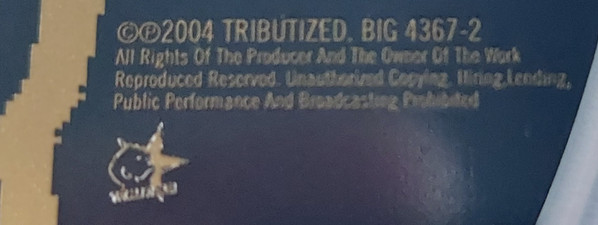 ©℗2004 TRIBUTIZED. BIG 4367-2
All Rights Of The Producer And The Owner Of The Work
Reproduced Reserved. Unauthorized Copying, Hiring, Lending,
Public Performance And Broadcasting Prohibited